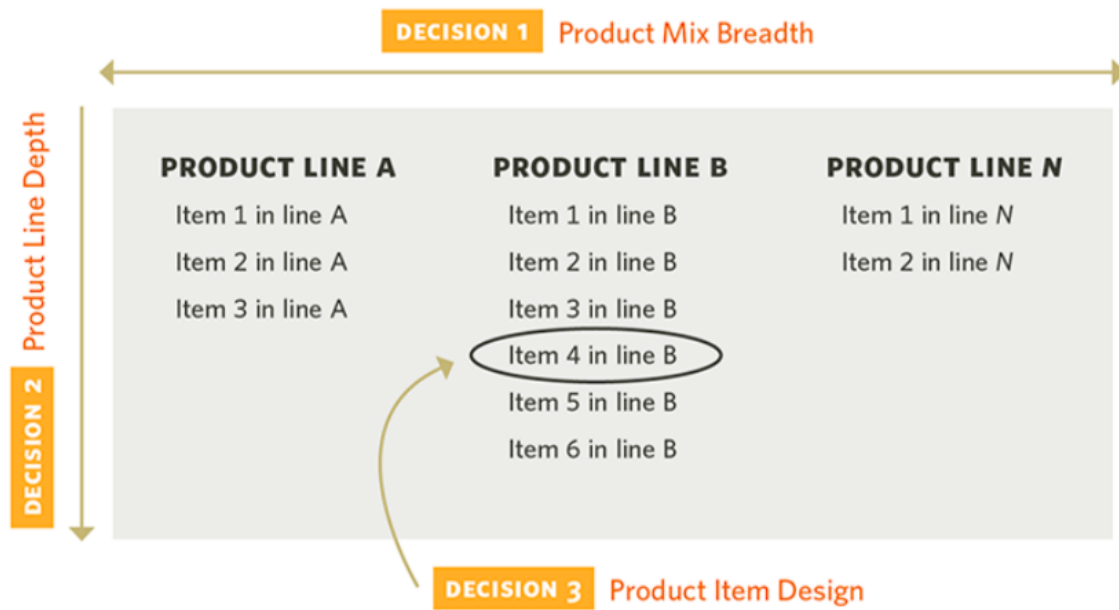 DECISION 1 Product Mix Breadth
DECISION 2 Product Line Depth
PRODUCT LINE A
Item 1 in line A
Item 2 in line A
Item 3 in line A
PRODUCT LINE B
Item 1 in line B
Item 2 in line B
Item 3 in line B
Item 4 in line B
Item 5 in line B
Item 6 in line B
PRODUCT LINE N
Item 1 in line N
Item 2 in line N
DECISION 3 Product Item Design